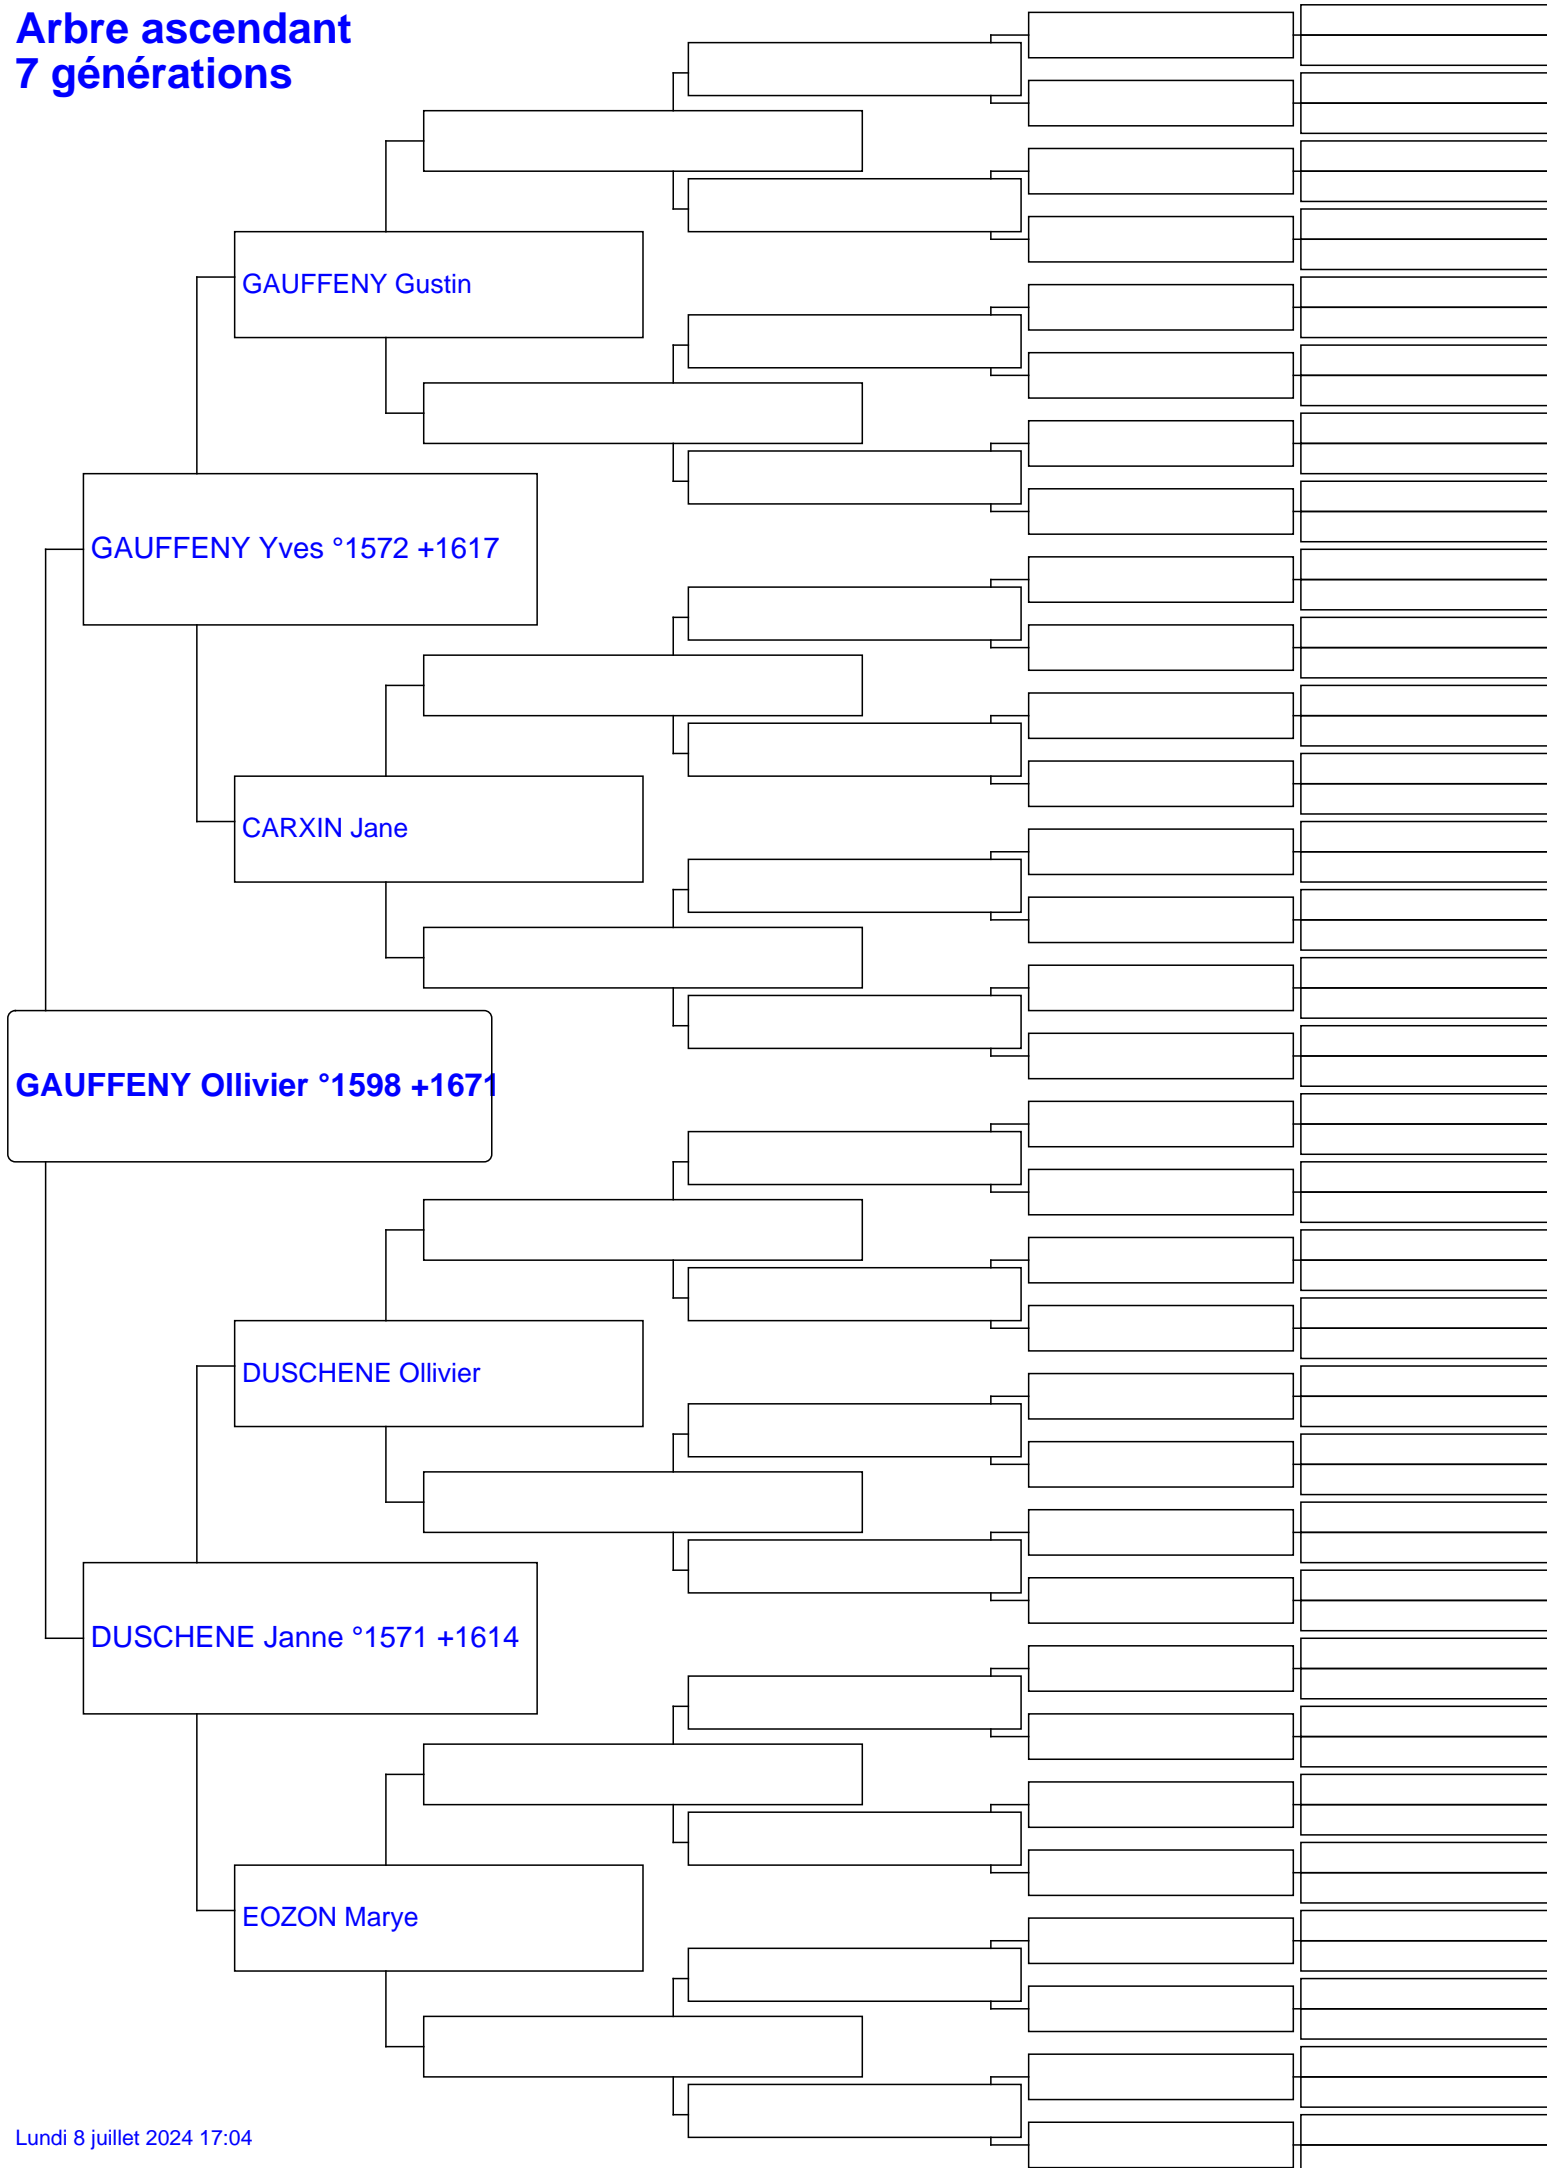 Arbre ascendant
7 générations
GAUFFENY Gustin
GAUFFENY Yves °1572 +1617
CARXIN Jane
GAUFFENY Ollivier °1598 +1671
DUSCHENE Ollivier
DUSCHENE Janne °1571 +1614
EOZON Marye
Lundi 8 juillet 2024 17:04